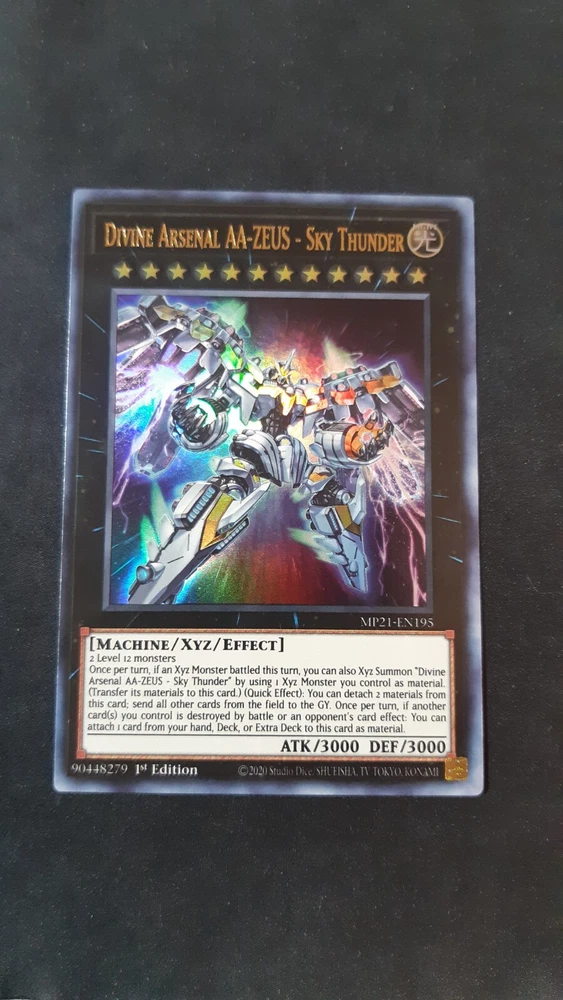 DIVINE ARSENAL AA-ZEUS - SKY THUNDER
光
MP21-EN195
[MACHINE/XYZ/EFFECT]
2 Level 12 monsters
Once per turn, if an Xyz Monster battled this turn, you can also Xyz Summon "Divine
Arsenal AA-ZEUS - Sky Thunder" by using 1 Xyz Monster you control as material.
(Transfer its materials to this card.) (Quick Effect): You can detach 2 materials from
this card; send all other cards from the field to the GY. Once per turn, if another
card(s) you control is destroyed by battle or an opponent's card effect: You can
attach 1 card from your hand, Deck, or Extra Deck to this card as material.
ATK/3000 DEF/3000
90448279 1st Edition ©2020 Studio Dice/SHUEISHA, TV TOKYO, KONAMI